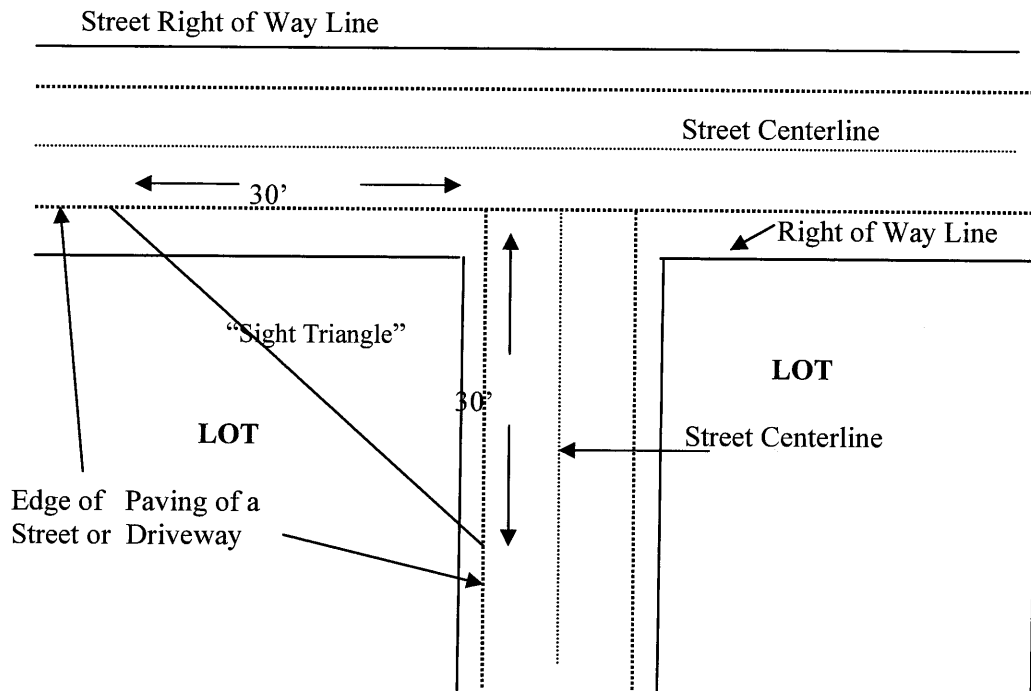 Street Right of Way Line
Street Centerline
30’
Right of Way Line
“Sight Triangle”
LOT
30’
LOT
Street Centerline
Edge of Paving of a
Street or Driveway